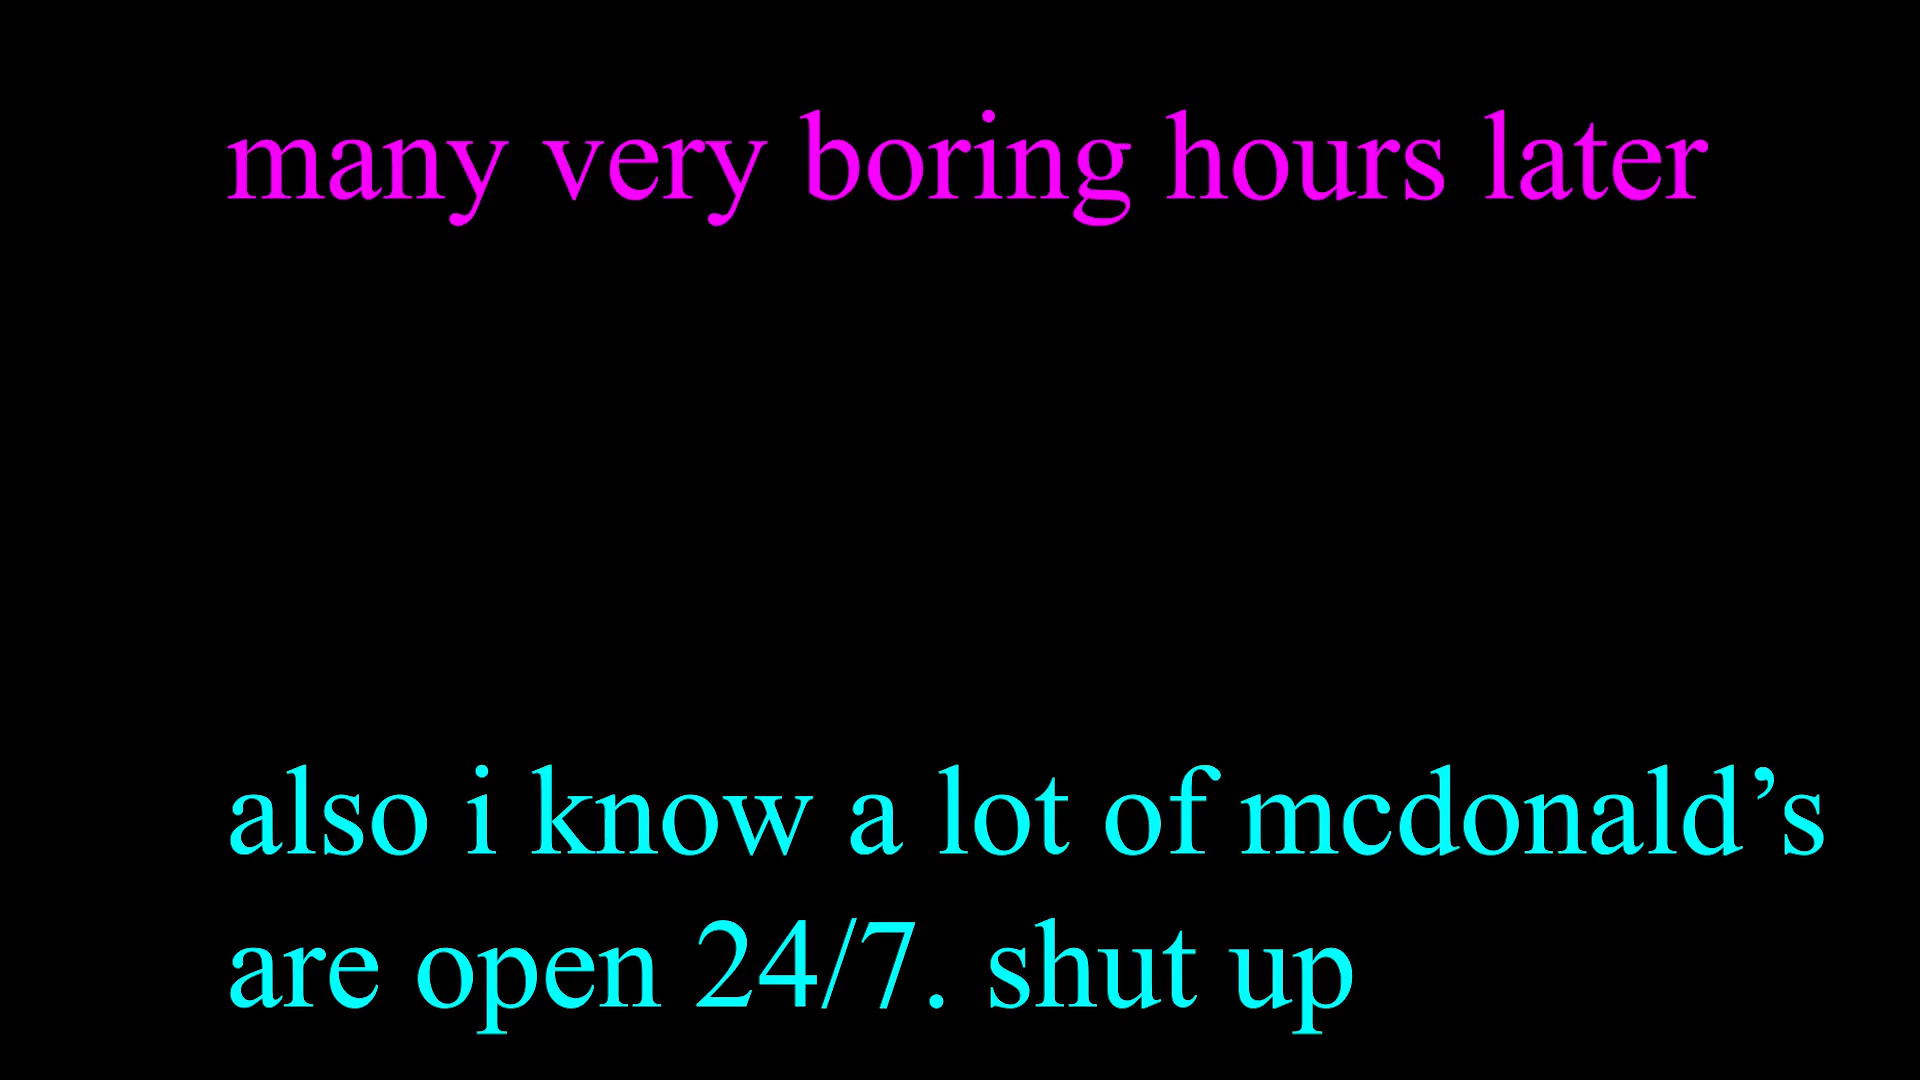 many very boring hours later
also i know a lot of mcdonald’s
are open 24/7. shut up